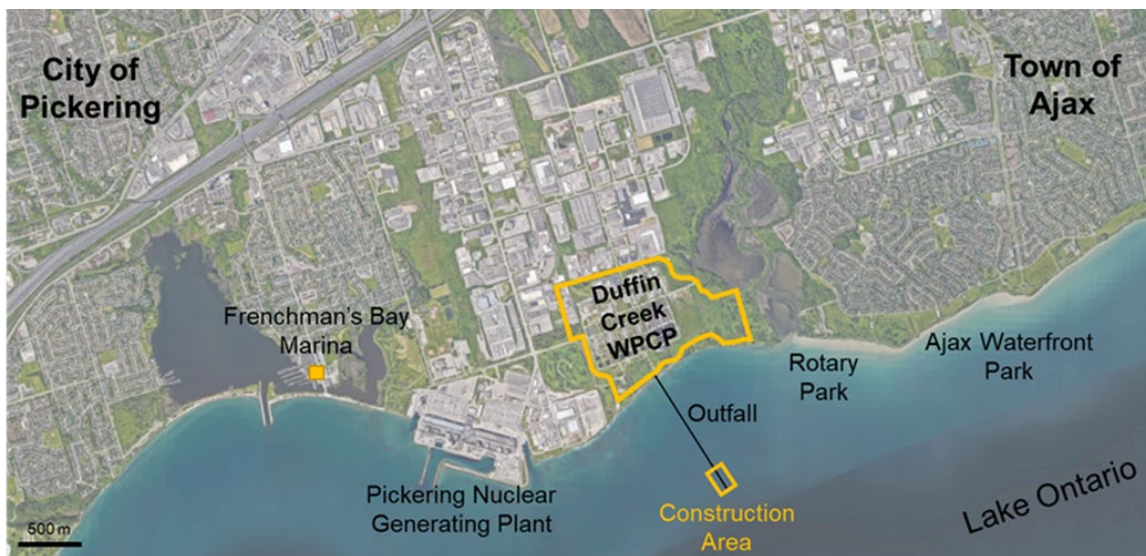 City of
Pickering
Town of
Ajax
Frenchman's Bay
Marina
Duffin
Creek
WPCP
Rotary
Park
Ajax Waterfront
Park
Outfall
Pickering Nuclear
Generating Plant
Construction
Area
Lake Ontario
500 m